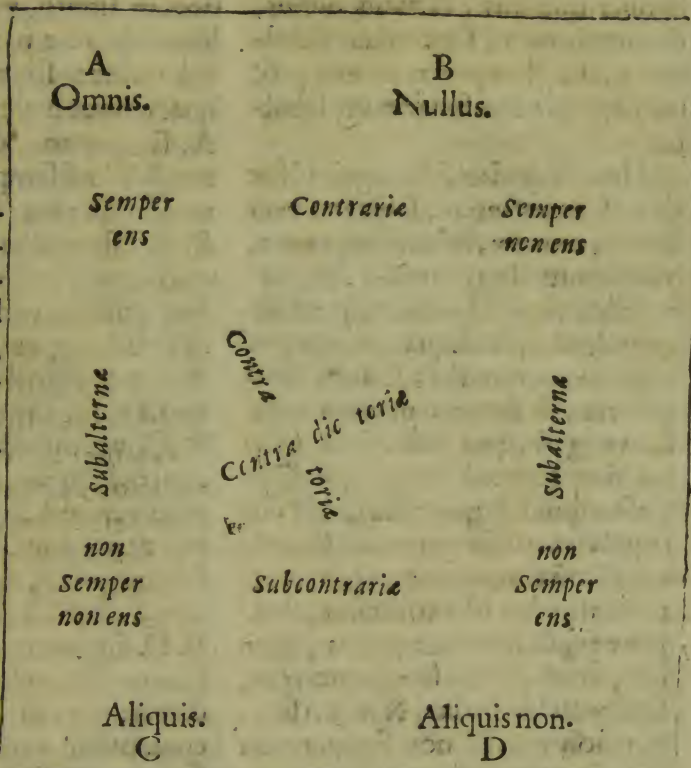 A
Omnis.
B
Nullus.
Semper
ens
Contrariæ
Semper
non ens
Contra
Contra dic toriæ
toriæ
Subalternæ
Subalternæ
non
Semper
non ens
Subcontrariæ
non
Semper
ens
Aliquis.
C
Aliquis non.
D